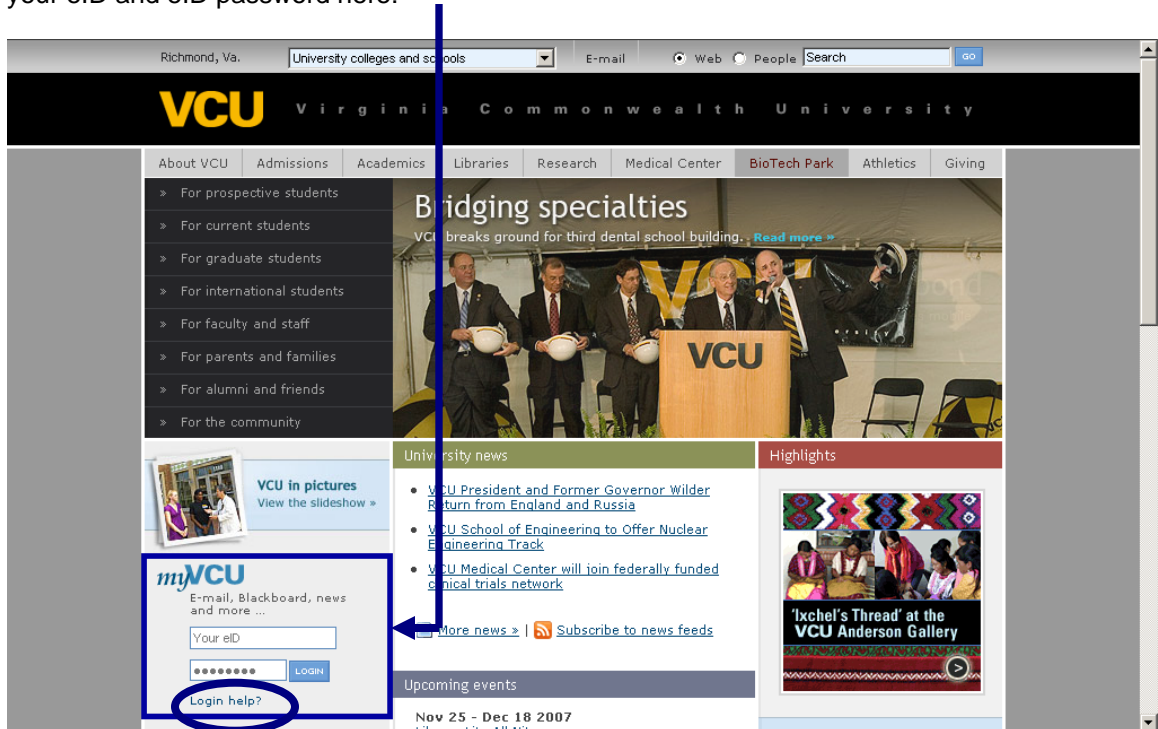 your eID and eID password here.
Richmond, Va. University colleges and schools E-mail Web People Search GO
VCU Virginia Commonwealth University
About VCU Admissions Academics Libraries Research Medical Center BioTech Park Athletics Giving
» For prospective students
» For current students
» For graduate students
» For international students
» For faculty and staff
» For parents and families
» For alumni and friends
» For the community
Bridging specialties
VCU breaks ground for third dental school building. Read more »
VCU
VCU in pictures
View the slideshow »
myVCU
E-mail, Blackboard, news
and more ...
Your eID
●●●●●●●● LOGIN
Login help?
University news
• VCU President and Former Governor Wilder
Return from England and Russia
• VCU School of Engineering to Offer Nuclear
Engineering Track
• VCU Medical Center will join federally funded
clinical trials network
More news » | Subscribe to news feeds
Upcoming events
Nov 25 - Dec 18 2007
Highlights
'Ixchel's Thread' at the
VCU Anderson Gallery